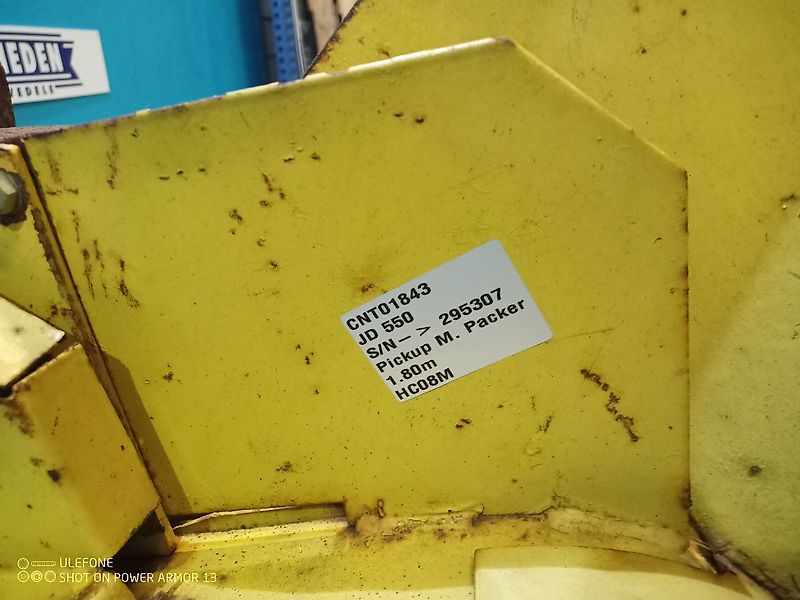 CNT01843
JD 550
S/N-> 295307
Pickup M. Packer
1.80m
HC08M
ULEFONE
SHOT ON POWER ARMOR 13